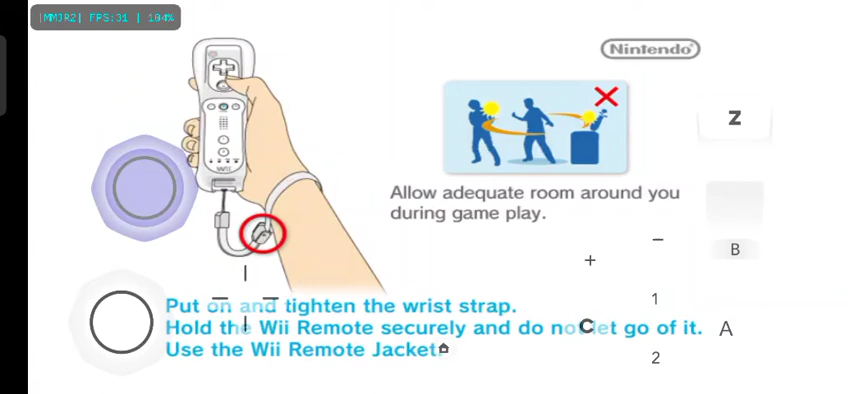 |MMJR2| FPS:31 | 104%
Nintendo
Z
Wii
Allow adequate room around you
during game play.
B
+
−
1
Put on and tighten the wrist strap.
Hold the Wii Remote securely and do not let go of it.
C
A
Use the Wii Remote Jacket.
2